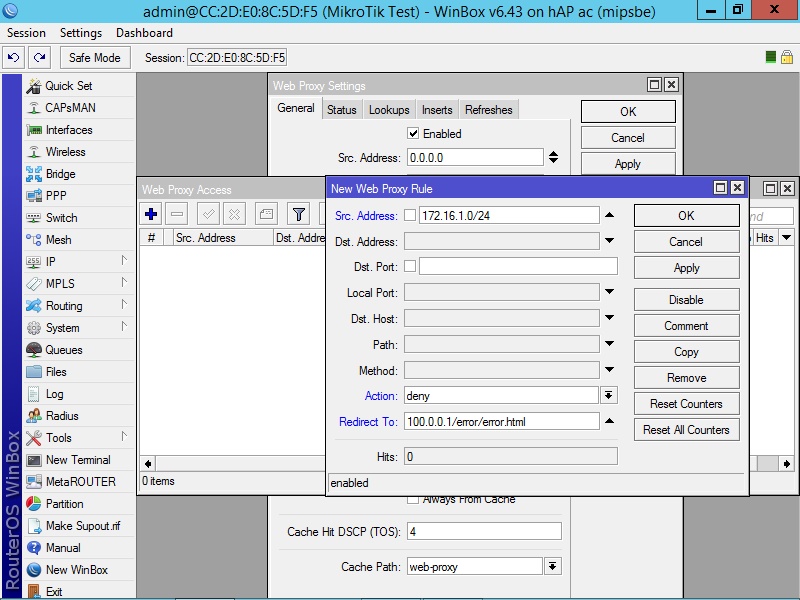 admin@CC:2D:E0:8C:5D:F5 (MikroTik Test) - WinBox v6.43 on hAP ac (mipsbe)
Session Settings Dashboard
Safe Mode Session: CC:2D:E0:8C:5D:F5
Quick Set
CAPsMAN
Interfaces
Wireless
Bridge
PPP
Switch
Mesh
IP
MPLS
Routing
System
Queues
Files
Log
Radius
Tools
New Terminal
MetaROUTER
Partition
Make Supout.rif
Manual
New WinBox
Exit
RouterOS WinBox
Web Proxy Settings
General Status Lookups Inserts Refreshes
Enabled
Src. Address: 0.0.0.0
OK
Cancel
Apply
Web Proxy Access
# Src. Address Dst. Addre
Hits
0 items
New Web Proxy Rule
Src. Address: 172.16.1.0/24
Dst. Address:
Dst. Port:
Local Port:
Dst. Host:
Path:
Method:
Action: deny
Redirect To: 100.0.0.1/error/error.html
Hits: 0
enabled
OK
Cancel
Apply
Disable
Comment
Copy
Remove
Reset Counters
Reset All Counters
Always From Cache
Cache Hit DSCP (TOS): 4
Cache Path: web-proxy